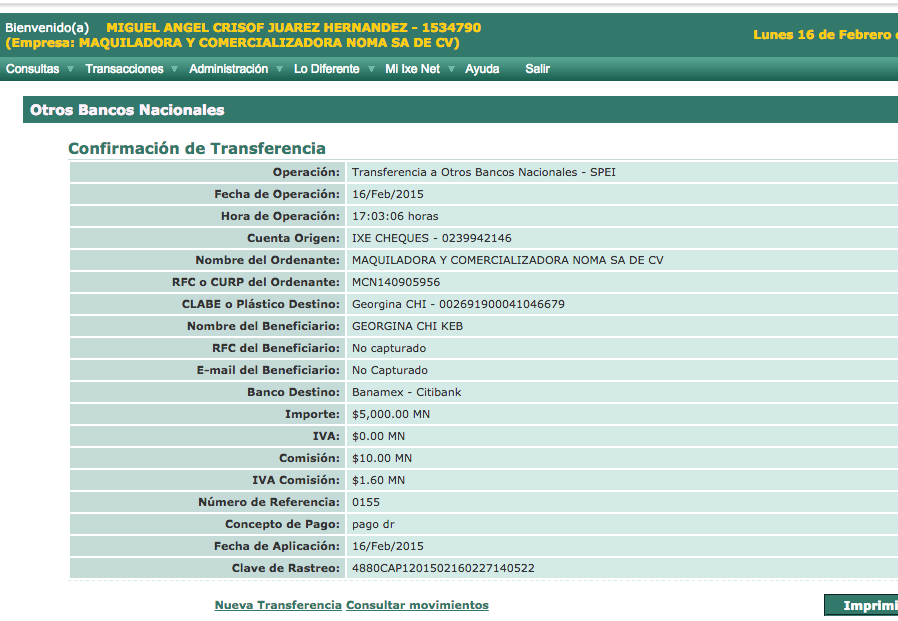 Bienvenido(a) MIGUEL ANGEL CRISOF JUAREZ HERNANDEZ - 1534790
(Empresa: MAQUILADORA Y COMERCIALIZADORA NOMA SA DE CV)
Lunes 16 de Febrero
Consultas Transacciones Administración Lo Diferente Mi Ixe Net Ayuda Salir
Otros Bancos Nacionales
Confirmación de Transferencia
Operación: Transferencia a Otros Bancos Nacionales - SPEI
Fecha de Operación: 16/Feb/2015
Hora de Operación: 17:03:06 horas
Cuenta Origen: IXE CHEQUES - 0239942146
Nombre del Ordenante: MAQUILADORA Y COMERCIALIZADORA NOMA SA DE CV
RFC o CURP del Ordenante: MCN140905956
CLABE o Plástico Destino: Georgina CHI - 002691900041046679
Nombre del Beneficiario: GEORGINA CHI KEB
RFC del Beneficiario: No capturado
E-mail del Beneficiario: No Capturado
Banco Destino: Banamex - Citibank
Importe: $5,000.00 MN
IVA: $0.00 MN
Comisión: $10.00 MN
IVA Comisión: $1.60 MN
Número de Referencia: 0155
Concepto de Pago: pago dr
Fecha de Aplicación: 16/Feb/2015
Clave de Rastreo: 4880CAP1201502160227140522
Nueva Transferencia Consultar movimientos
Imprimi